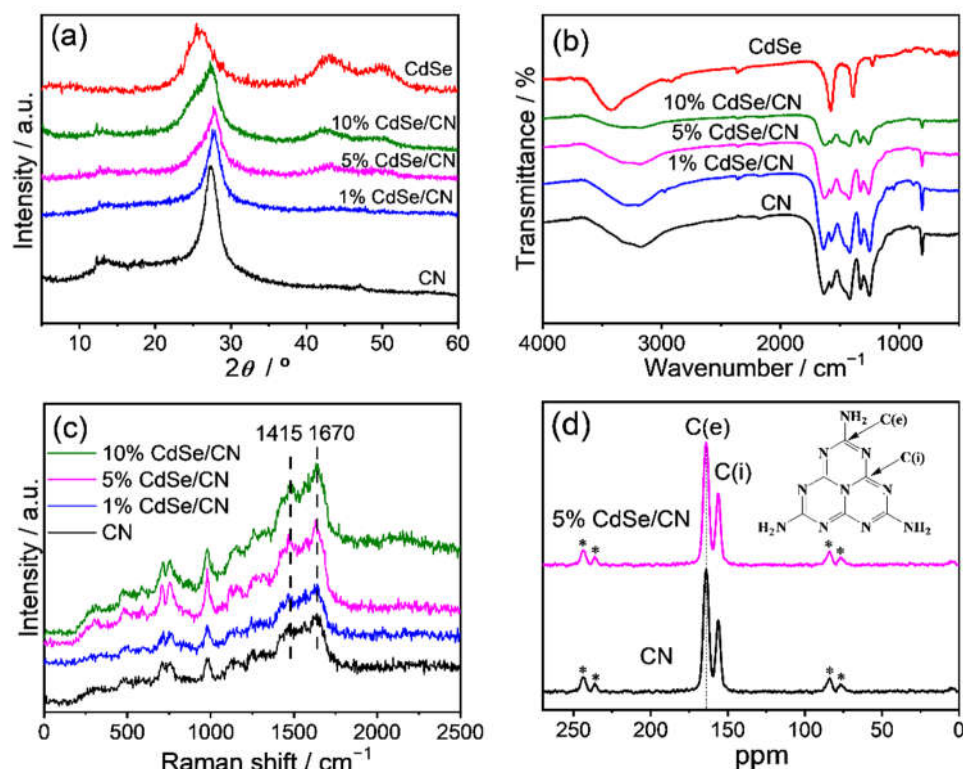 (a)
CdSe
10% CdSe/CN
5% CdSe/CN
1% CdSe/CN
CN
Intensity / a.u.
10 20 30 40 50 60
2θ / °
(b)
CdSe
10% CdSe/CN
5% CdSe/CN
1% CdSe/CN
CN
Transmittance / %
4000 3000 2000 1000
Wavenumber / cm⁻¹
(c)
1415 1670
10% CdSe/CN
5% CdSe/CN
1% CdSe/CN
CN
Intensity / a.u.
0 500 1000 1500 2000 2500
Raman shift / cm⁻¹
(d)
C(e)
C(i)
5% CdSe/CN
CN
* * * *
* * * *
NH₂
C(e)
C(i)
N N
N N N
N N N
H₂N NH₂
250 200 150 100 50 0
ppm